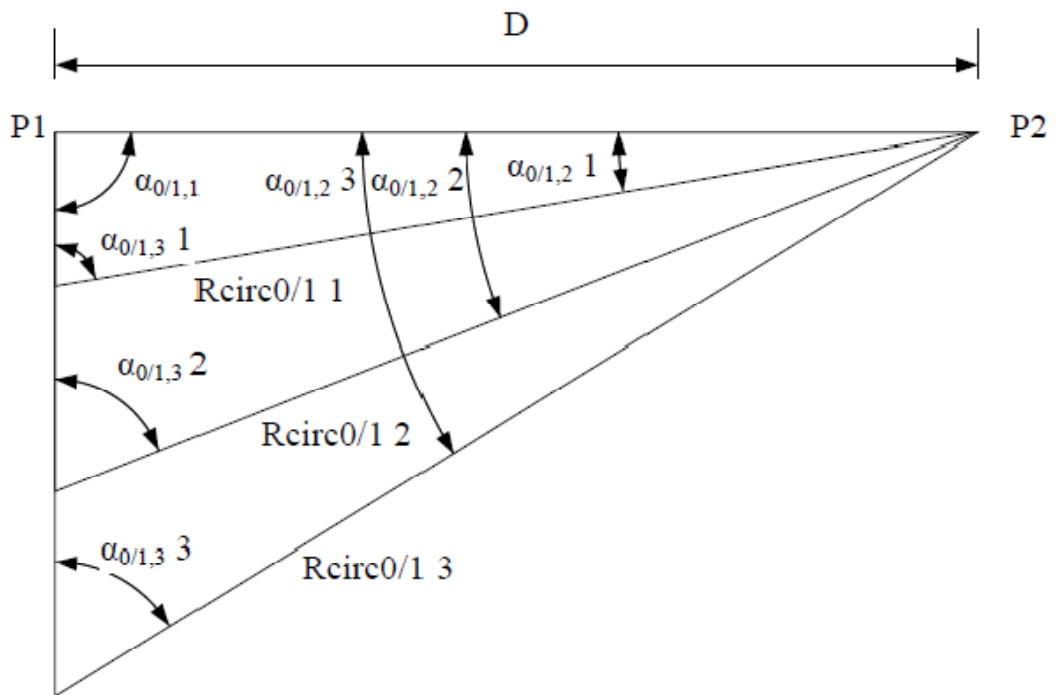 D
P1
P2
α0/1,1
α0/1,2 3
α0/1,2 2
α0/1,2 1
α0/1,3 1
Rcirc0/1 1
α0/1,3 2
Rcirc0/1 2
α0/1,3 3
Rcirc0/1 3